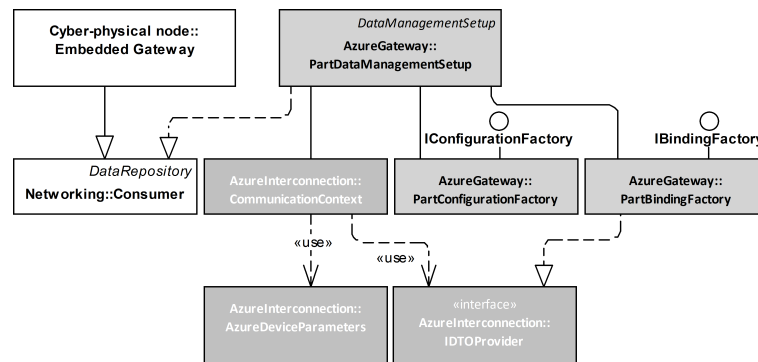 DataManagementSetup
Cyber-physical node::
Embedded Gateway
AzureGateway::
PartDataManagementSetup
IConfigurationFactory
IBindingFactory
DataRepository
Networking::Consumer
AzureInterconnection::
CommunicationContext
AzureGateway::
PartConfigurationFactory
AzureGateway::
PartBindingFactory
«use»
«use»
AzureInterconnection::
AzureDeviceParameters
«interface»
AzureInterconnection::
IDTOProvider